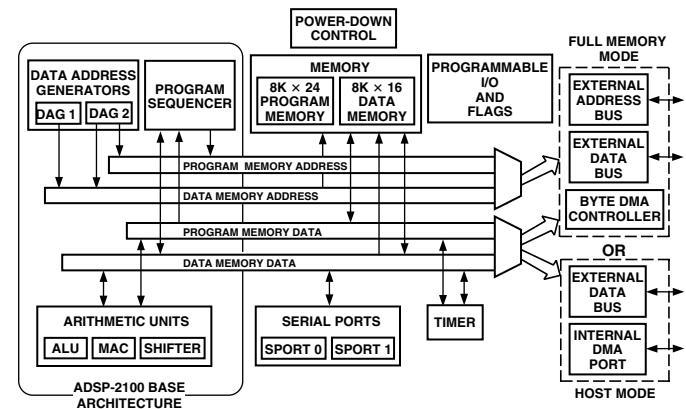 POWER-DOWN
CONTROL
FULL MEMORY
MODE
DATA ADDRESS
GENERATORS
DAG 1
DAG 2
PROGRAM
SEQUENCER
MEMORY
8K × 24
PROGRAM
MEMORY
8K × 16
DATA
MEMORY
PROGRAMMABLE
I/O
AND
FLAGS
EXTERNAL
ADDRESS
BUS
EXTERNAL
DATA
BUS
BYTE DMA
CONTROLLER
PROGRAM MEMORY ADDRESS
DATA MEMORY ADDRESS
PROGRAM MEMORY DATA
DATA MEMORY DATA
OR
EXTERNAL
DATA
BUS
INTERNAL
DMA
PORT
HOST MODE
ARITHMETIC UNITS
ALU
MAC
SHIFTER
SERIAL PORTS
SPORT 0
SPORT 1
TIMER
ADSP-2100 BASE
ARCHITECTURE